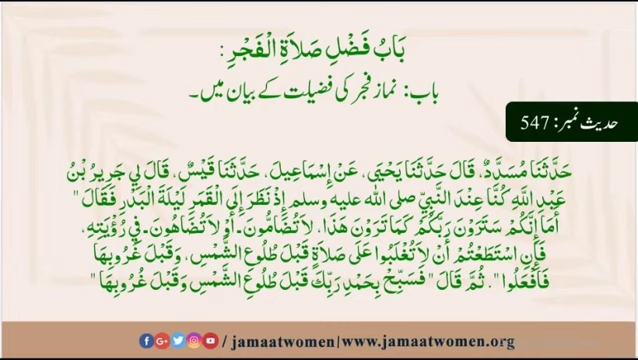 بَابُ فَضْلِ صَلاَةِ الْفَجْرِ :
باب: نماز فجر کی فضیلت کے بیان میں۔
حدیث نمبر: 547
حَدَّثَنَا مُسَدَّدٌ، قَالَ حَدَّثَنَا يَحْيَى، عَنْ إِسْمَاعِيلَ، حَدَّثَنَا قَيْسٌ، قَالَ لِي جَرِيرُ بْنُ
عَبْدِ اللَّهِ كُنَّا عِنْدَ النَّبِيِّ صلى الله عليه وسلم إِذْ نَظَرَ إِلَى الْقَمَرِ لَيْلَةَ الْبَدْرِ فَقَالَ "
أَمَا إِنَّكُمْ سَتَرَوْنَ رَبَّكُمْ كَمَا تَرَوْنَ هَذَا، لاَ تُضَامُّونَ ـ أَوْ لاَ تُضَاهُونَ ـ فِي رُؤْيَتِهِ،
فَإِنِ اسْتَطَعْتُمْ أَنْ لاَ تُغْلَبُوا عَلَى صَلاَةٍ قَبْلَ طُلُوعِ الشَّمْسِ، وَقَبْلَ غُرُوبِهَا
فَافْعَلُوا ". ثُمَّ قَالَ " فَسَبِّحْ بِحَمْدِ رَبِّكَ قَبْلَ طُلُوعِ الشَّمْسِ وَقَبْلَ غُرُوبِهَا "
/ jamaatwomen|www.jamaatwomen.org